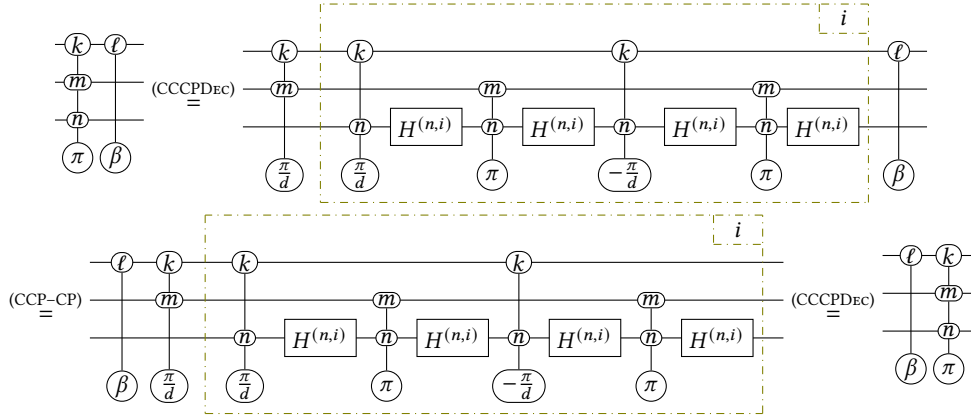 i
k ℓ k k k ℓ
m (CCCPDEC) m m m
= n n H^{(n,i)} n H^{(n,i)} n H^{(n,i)} n H^{(n,i)}
π β π/d π/d π −π/d π β
i
ℓ k k k ℓ k
(CCP–CP) m m m (CCCPDEC) m
= n H^{(n,i)} n H^{(n,i)} n H^{(n,i)} n H^{(n,i)} = n
β π/d π/d π −π/d π β π